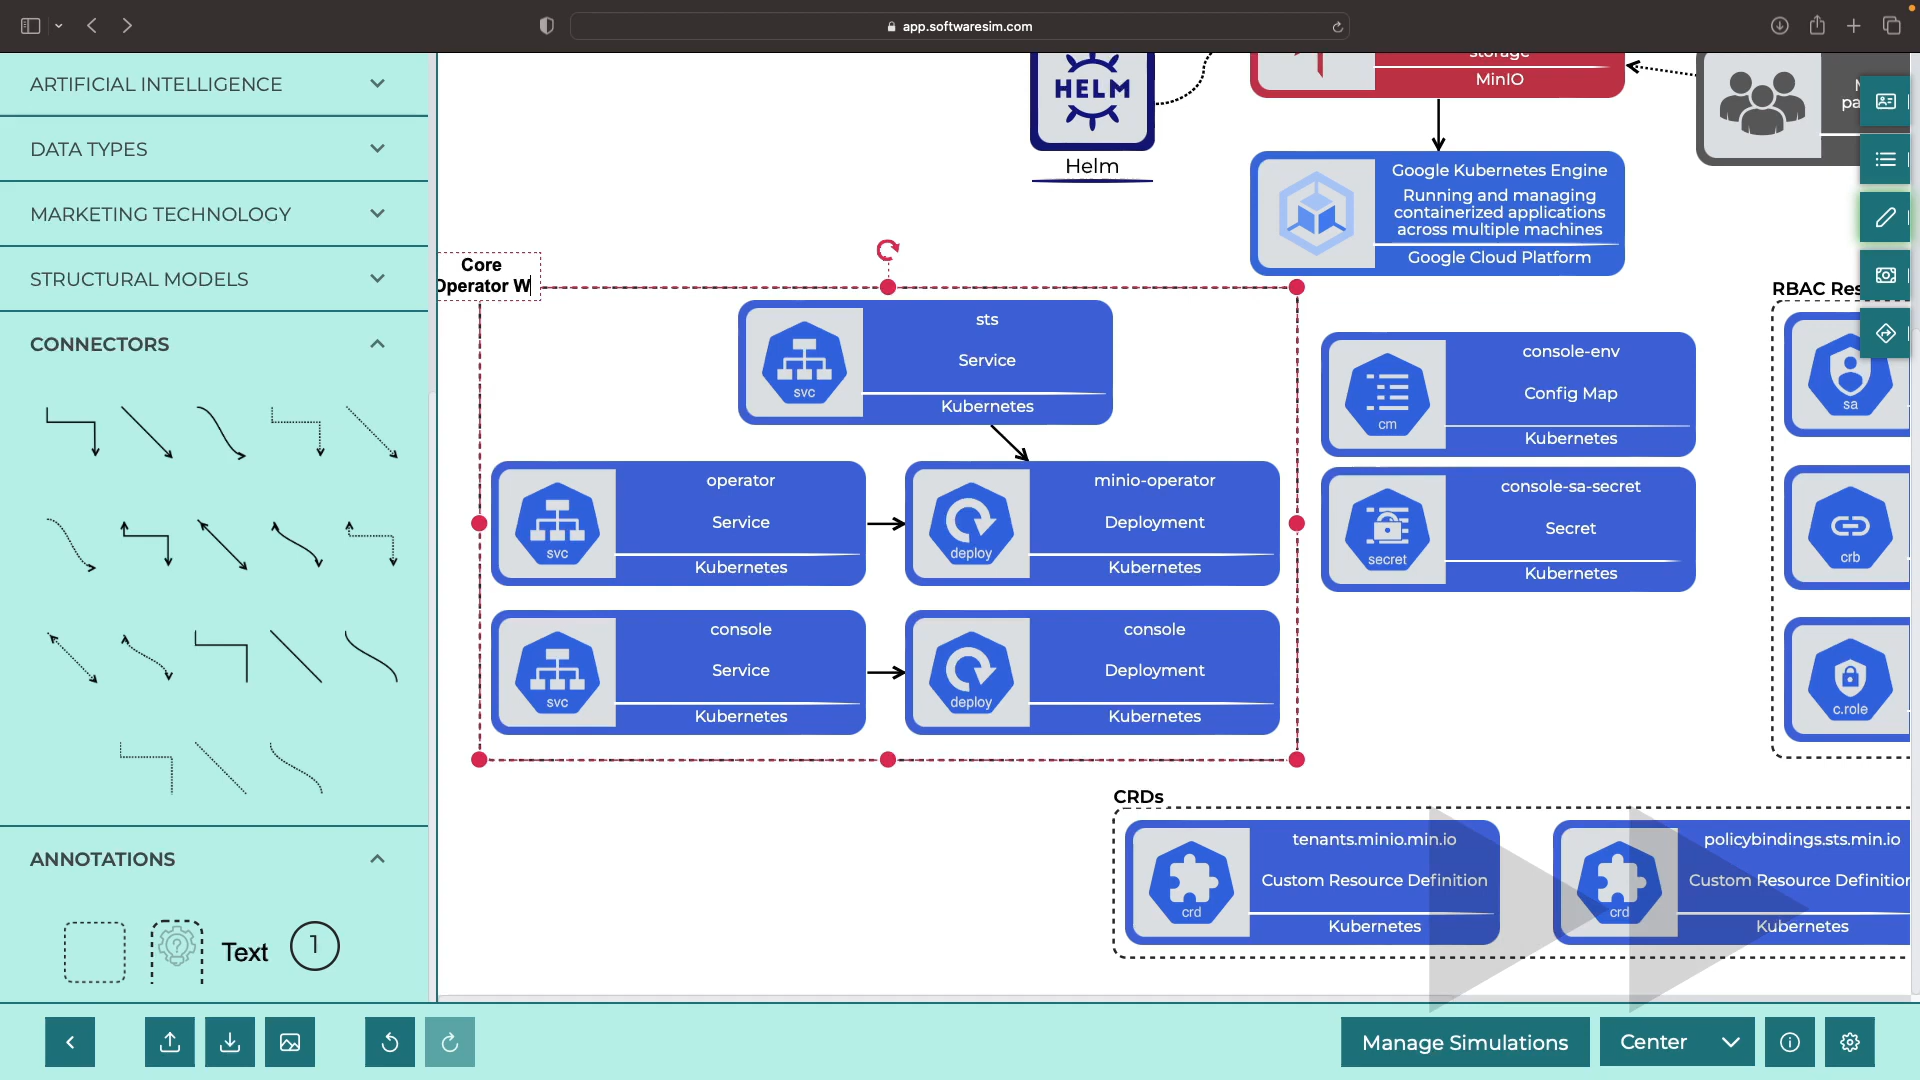 app.softwaresim.com
ARTIFICIAL INTELLIGENCE
DATA TYPES
MARKETING TECHNOLOGY
STRUCTURAL MODELS
CONNECTORS
ANNOTATIONS
Text
1
HELM
Helm
storage
MinIO
Google Kubernetes Engine
Running and managing
containerized applications
across multiple machines
Google Cloud Platform
Core
Operator W
sts
Service
svc
Kubernetes
operator
Service
svc
Kubernetes
minio-operator
Deployment
deploy
Kubernetes
console
Service
svc
Kubernetes
console
Deployment
deploy
Kubernetes
console-env
Config Map
cm
Kubernetes
console-sa-secret
Secret
secret
Kubernetes
RBAC Res
sa
crb
c.role
CRDs
tenants.minio.min.io
Custom Resource Definition
crd
Kubernetes
policybindings.sts.min.io
Custom Resource Definition
crd
Kubernetes
Manage Simulations
Center